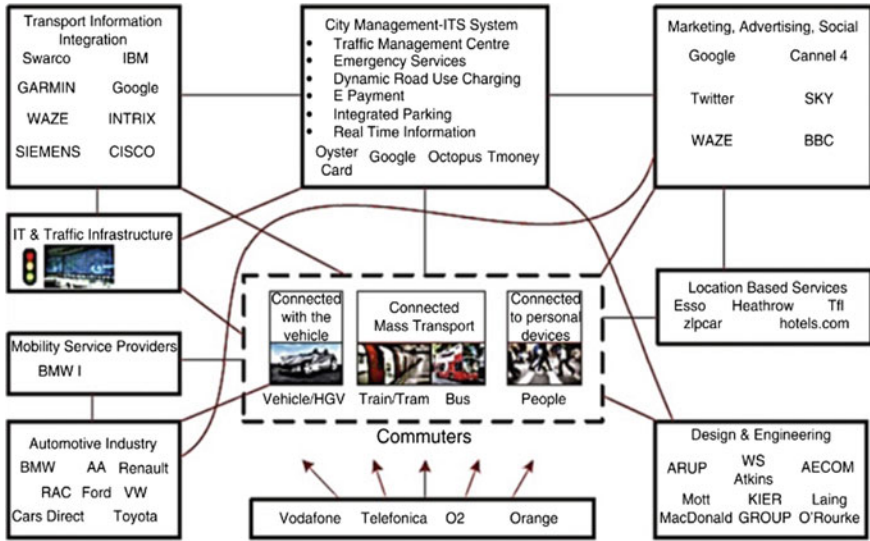 Transport Information
Integration
Swarco IBM
GARMIN Google
WAZE INTRIX
SIEMENS CISCO
City Management-ITS System
• Traffic Management Centre
• Emergency Services
• Dynamic Road Use Charging
• E Payment
• Integrated Parking
• Real Time Information
Oyster Google Octopus Tmoney
Card
Marketing, Advertising, Social
Google Cannel 4
Twitter SKY
WAZE BBC
IT & Traffic Infrastructure
Connected
with the
vehicle
Vehicle/HGV
Connected
Mass Transport
Train/Tram Bus
Connected
to personal
devices
People
Commuters
Location Based Services
Esso Heathrow Tfl
zlpcar hotels.com
Mobility Service Providers
BMW I
Automotive Industry
BMW AA Renault
RAC Ford VW
Cars Direct Toyota
Vodafone Telefonica O2 Orange
Design & Engineering
ARUP WS AECOM
Atkins
Mott KIER Laing
MacDonald GROUP O'Rourke